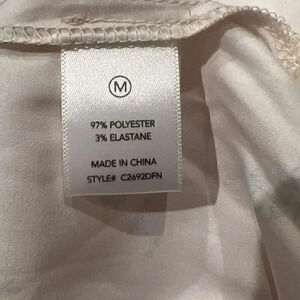 M
97% POLYESTER
3% ELASTANE
MADE IN CHINA
STYLE# C2692DFN